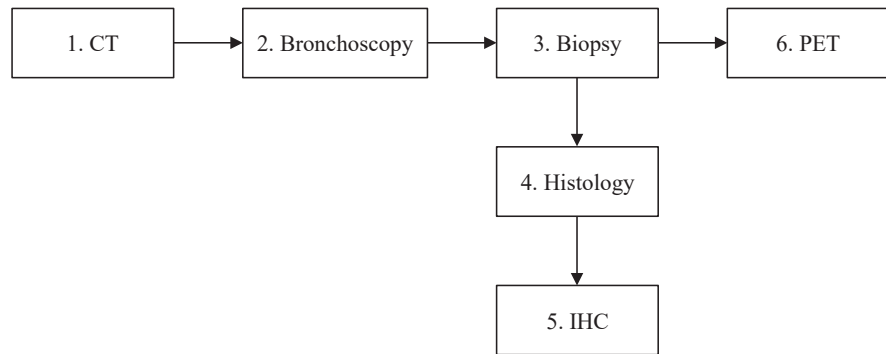 1. CT
2. Bronchoscopy
3. Biopsy
6. PET
4. Histology
5. IHC